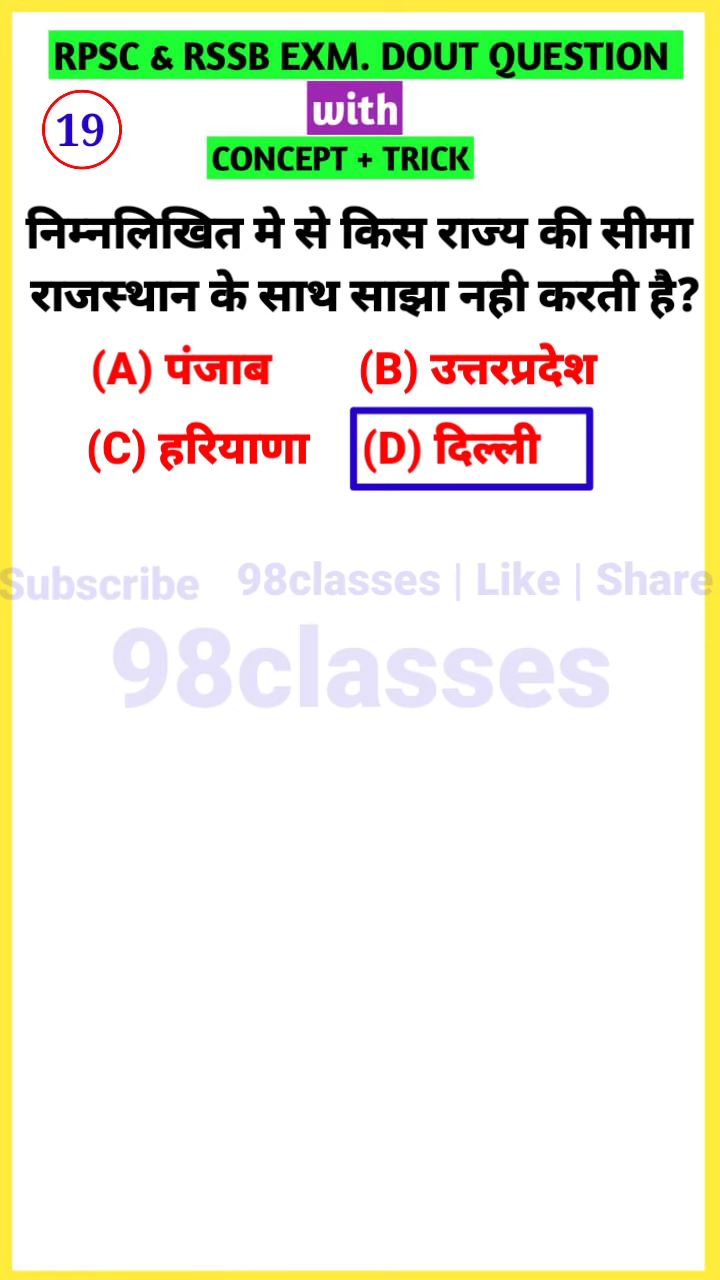 RPSC & RSSB EXM. DOUT QUESTION
with
19
CONCEPT + TRICK
निम्नलिखित मे से किस राज्य की सीमा
राजस्थान के साथ साझा नही करती है?
(A) पंजाब (B) उत्तरप्रदेश
(C) हरियाणा (D) दिल्ली
Subscribe 98classes | Like | Share
98classes